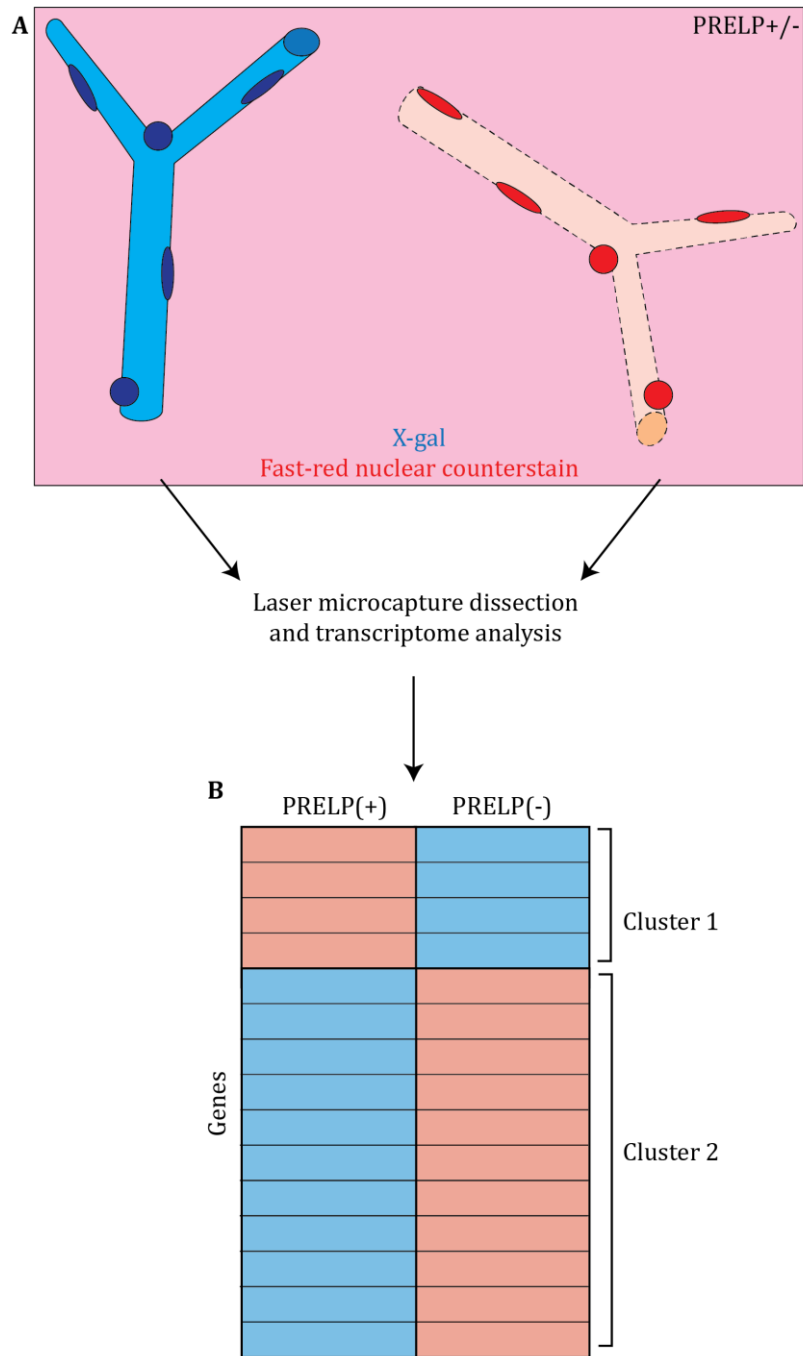 A
PRELP+/-
X-gal
Fast-red nuclear counterstain
Laser microcapture dissection
and transcriptome analysis
B
PRELP(+) PRELP(-)
Cluster 1
Genes
Cluster 2